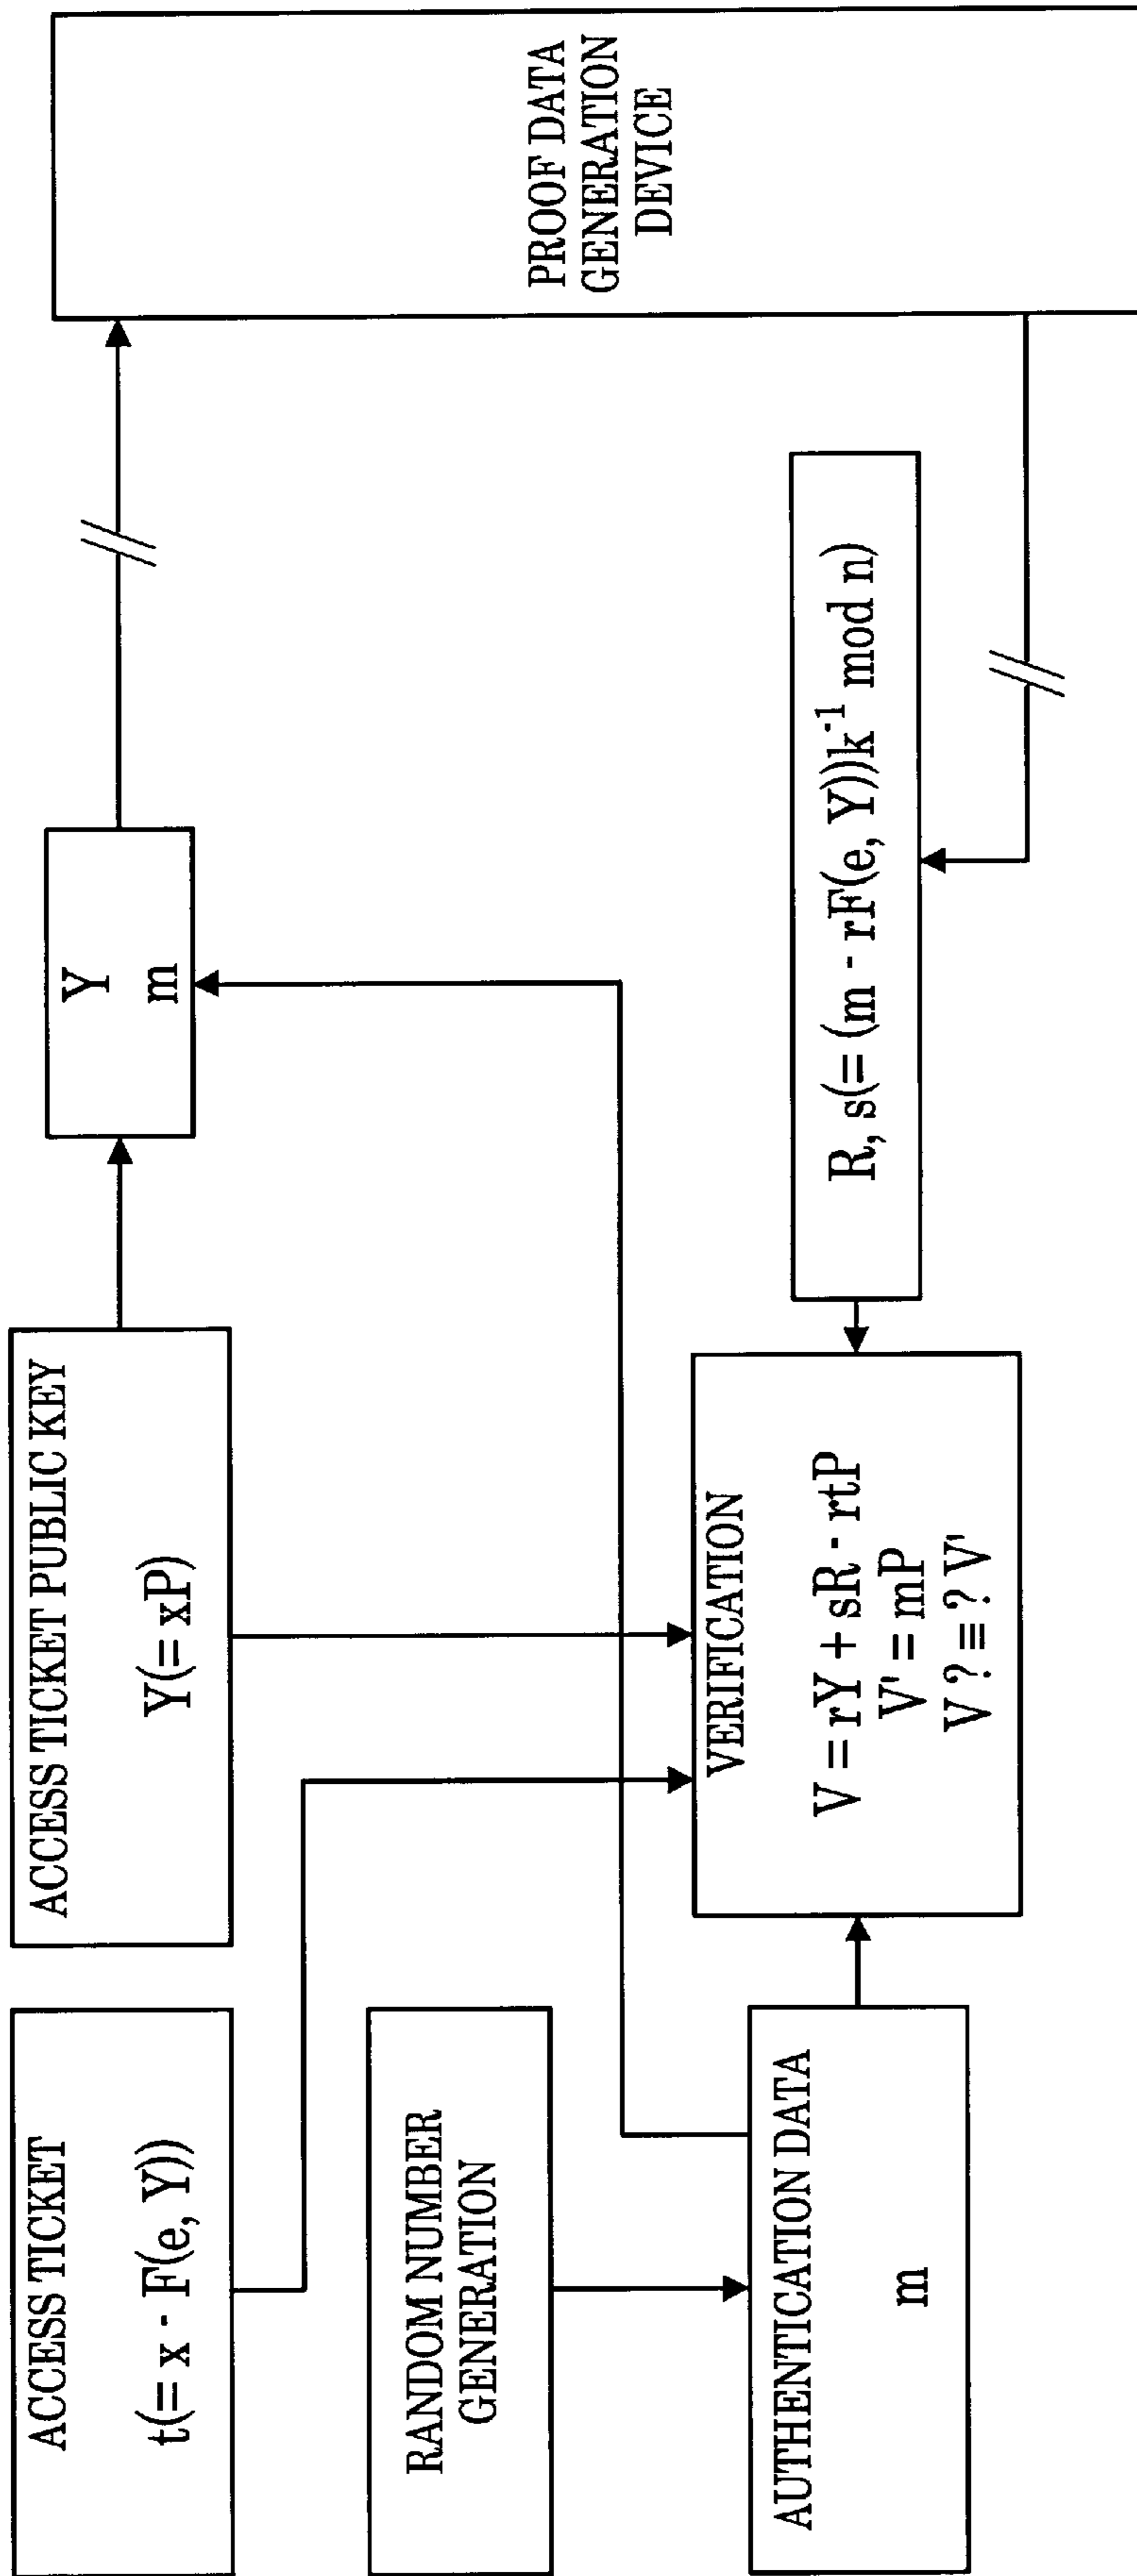 ACCESS TICKET
t(= x - F(e, Y))
ACCESS TICKET PUBLIC KEY
Y(= xP)
Y
m
PROOF DATA
GENERATION
DEVICE
RANDOM NUMBER
GENERATION
AUTHENTICATION DATA
m
VERIFICATION
V = rY + sR - rtP
V' = mP
V ? ≡ ? V'
R, s(= (m - rF(e, Y))k⁻¹ mod n)